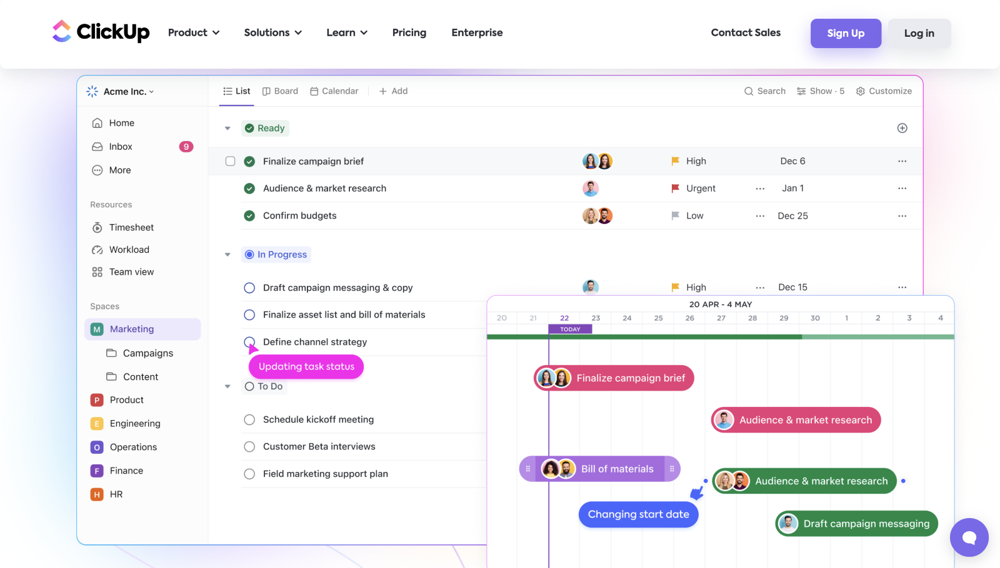 ClickUp
Product
Solutions
Learn
Pricing
Enterprise
Contact Sales
Sign Up
Log in
Acme Inc.
Home
Inbox 9
More
Resources
Timesheet
Workload
Team view
Spaces
M Marketing
Campaigns
Content
P Product
E Engineering
O Operations
F Finance
H HR
List
Board
Calendar
Add
Search
Show · 5
Customize
Ready
Finalize campaign brief High Dec 6
Audience & market research Urgent Jan 1
Confirm budgets Low Dec 25
In Progress
Draft campaign messaging & copy High Dec 15
Finalize asset list and bill of materials
Define channel strategy
Updating task status
To Do
Schedule kickoff meeting
Customer Beta interviews
Field marketing support plan
20 APR - 4 MAY
20 21 22 23 24 25 26 27 28 29 30 1 2 3 4
TODAY
Finalize campaign brief
Audience & market research
Bill of materials
Audience & market research
Changing start date
Draft campaign messaging